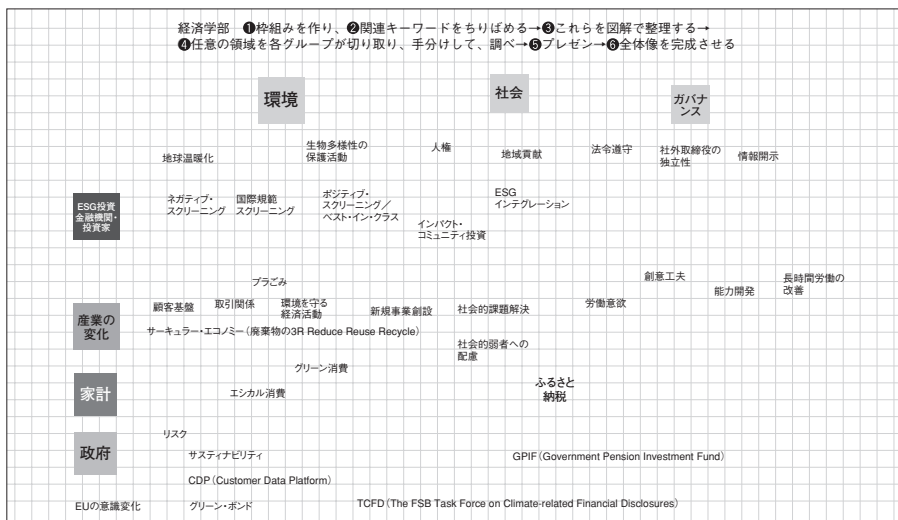 経済学部 ❶枠組みを作り、❷関連キーワードをちりばめる→❸これらを図解で整理する→
❹任意の領域を各グループが切り取り、手分けして、調べ→❺プレゼン→❻全体像を完成させる
環境
社会
ガバナ
ンス
地球温暖化
生物多様性の
保護活動
人権
地域貢献
法令遵守
社外取締役の
独立性
情報開示
ESG投資
金融機関・
投資家
ネガティブ・
スクリーニング
国際規範
スクリーニング
ポジティブ・
スクリーニング／
ベスト・イン・クラス
インパクト・
コミュニティ投資
ESG
インテグレーション
産業の
変化
プラごみ
顧客基盤
取引関係
環境を守る
経済活動
新規事業創設
社会的課題解決
労働意欲
創意工夫
能力開発
長時間労働の
改善
サーキュラー・エコノミー（廃棄物の3R Reduce Reuse Recycle）
社会的弱者への
配慮
家計
グリーン消費
エシカル消費
ふるさと
納税
政府
リスク
サスティナビリティ
GPIF（Government Pension Investment Fund）
CDP（Customer Data Platform）
EUの意識変化
グリーン・ボンド
TCFD（The FSB Task Force on Climate-related Financial Disclosures）